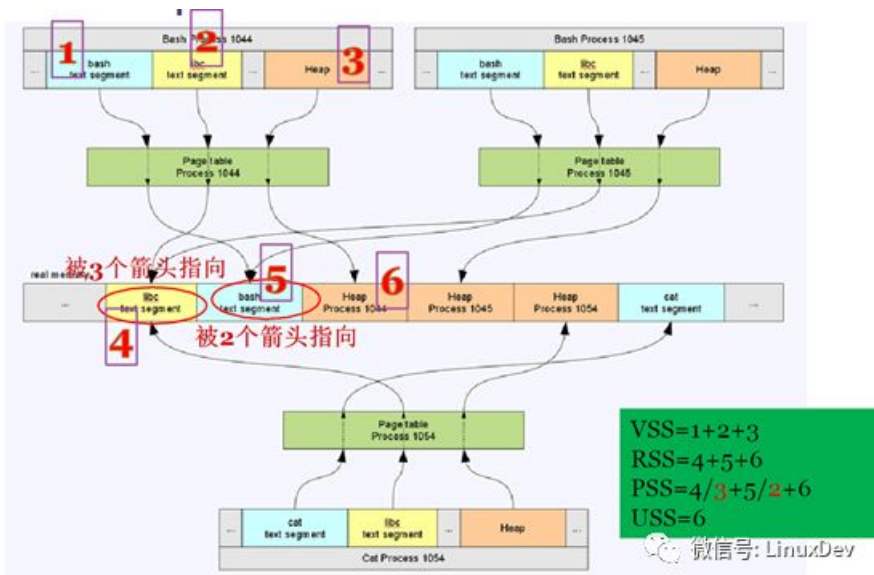 Bash Process 1044
Bash Process 1045
1
2
3
...
bash
text segment
libc
text segment
...
Heap
...
...
bash
text segment
libc
text segment
...
Heap
...
Page table
Process 1044
Page table
Process 1045
被3个箭头指向
real memory
5
6
...
libc
text segment
bash
text segment
Heap
Process 1044
Heap
Process 1045
Heap
Process 1054
cat
text segment
...
4
被2个箭头指向
Page table
Process 1054
VSS=1+2+3
RSS=4+5+6
PSS=4/3+5/2+6
USS=6
...
cat
text segment
libc
text segment
...
Heap
...
Cat Process 1054
微信号: LinuxDev